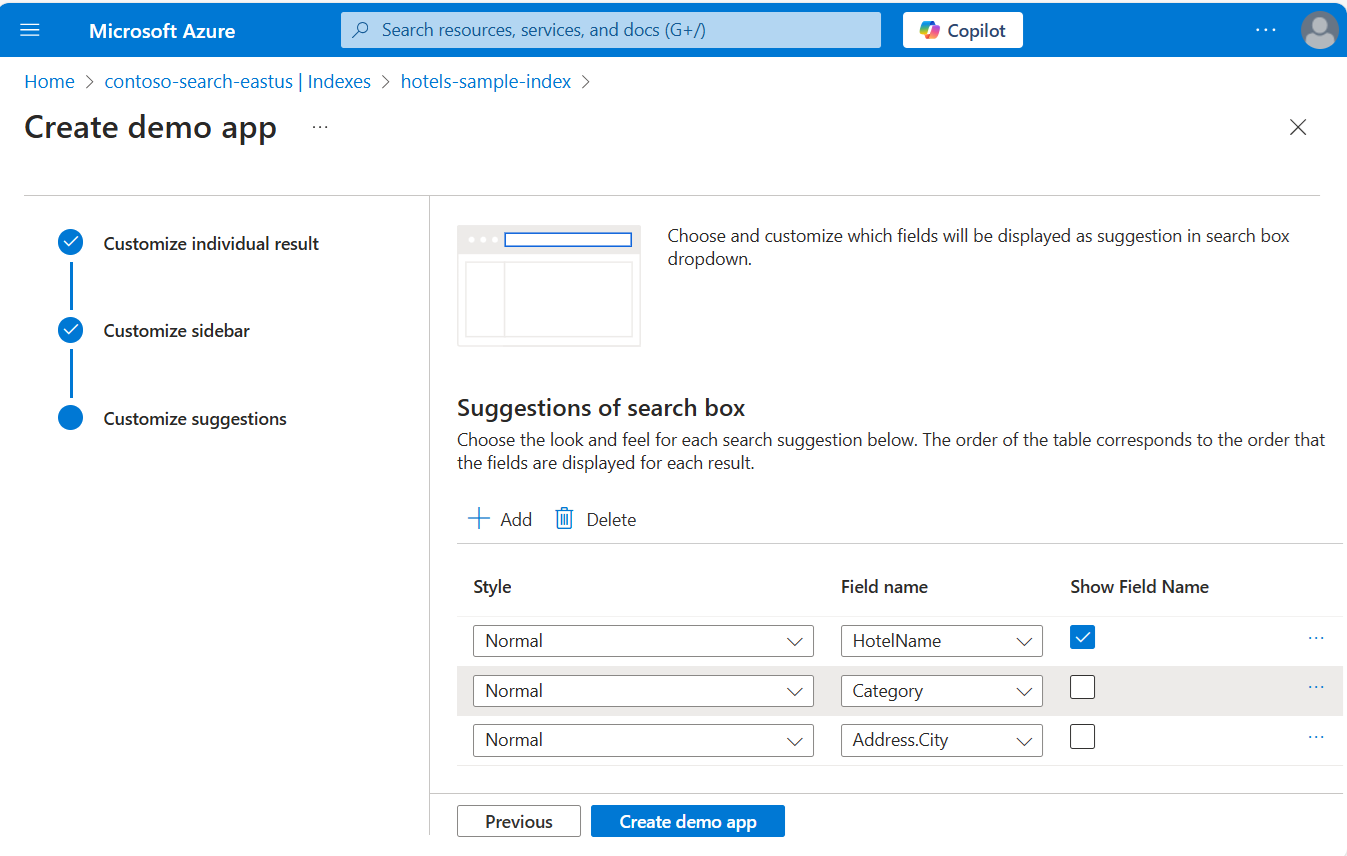 Microsoft Azure
Search resources, services, and docs (G+/)
Copilot
...
Home > contoso-search-eastus | Indexes > hotels-sample-index >
Create demo app ...
Customize individual result
Customize sidebar
Customize suggestions
Choose and customize which fields will be displayed as suggestion in search box
dropdown.
Suggestions of search box
Choose the look and feel for each search suggestion below. The order of the table corresponds to the order that
the fields are displayed for each result.
Add Delete
Style Field name Show Field Name
Normal HotelName ...
Normal Category ...
Normal Address.City ...
Previous Create demo app